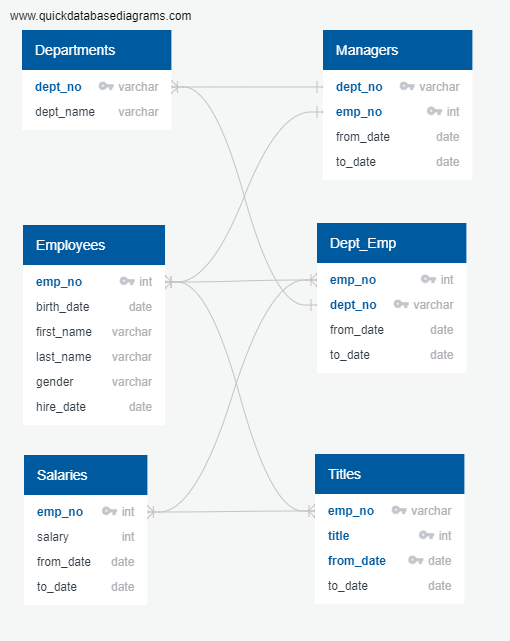 www.quickdatabasediagrams.com
Departments
dept_no varchar
dept_name varchar
Managers
dept_no varchar
emp_no int
from_date date
to_date date
Employees
emp_no int
birth_date date
first_name varchar
last_name varchar
gender varchar
hire_date date
Dept_Emp
emp_no int
dept_no varchar
from_date date
to_date date
Salaries
emp_no int
salary int
from_date date
to_date date
Titles
emp_no varchar
title int
from_date date
to_date date